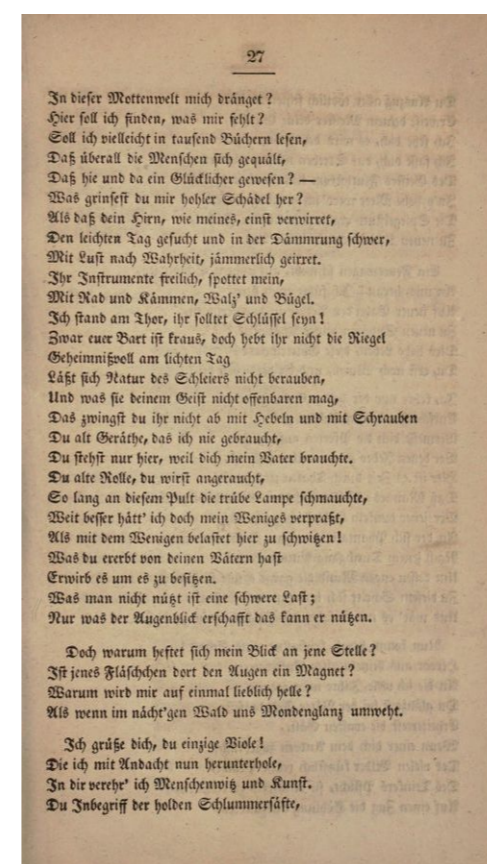 27
In dieser Mottenwelt mich dränget?
Hier soll ich finden, was mir fehlt?
Soll ich vielleicht in tausend Büchern lesen,
Daß überall die Menschen sich gequält,
Daß hie und da ein Glücklicher gewesen? —
Was grinsest du mir hohler Schädel her?
Als daß dein Hirn, wie meines, einst verwirret,
Den leichten Tag gesucht und in der Dämmrung schwer,
Mit Lust nach Wahrheit, jämmerlich geirret.
Ihr Instrumente freilich, spottet mein,
Mit Rad und Kämmen, Walz' und Bügel.
Ich stand am Thor, ihr solltet Schlüssel seyn!
Zwar euer Bart ist kraus, doch hebt ihr nicht die Riegel
Geheimnißvoll am lichten Tag
Läßt sich Natur des Schleiers nicht berauben,
Und was sie deinem Geist nicht offenbaren mag,
Das zwingst du ihr nicht ab mit Hebeln und mit Schrauben
Du alt Geräthe, das ich nie gebraucht,
Du stehst nur hier, weil dich mein Vater brauchte.
Du alte Rolle, du wirst angeraucht,
So lang an diesem Pult die trübe Lampe schmauchte,
Weit besser hätt' ich doch mein Weniges verpraßt,
Als mit dem Wenigen belastet hier zu schwitzen!
Was du ererbt von deinen Vätern hast
Erwirb es um es zu besitzen.
Was man nicht nützt ist eine schwere Last;
Nur was der Augenblick erschafft das kann er nützen.
Doch warum heftet sich mein Blick an jene Stelle?
Ist jenes Fläschchen dort den Augen ein Magnet?
Warum wird mir auf einmal lieblich helle?
Als wenn im nächt'gen Wald uns Mondenglanz umweht.
Ich grüße dich, du einzige Viole!
Die ich mit Andacht nun herunterhole,
In dir verehr' ich Menschenwitz und Kunst.
Du Inbegriff der holden Schlummersäfte,